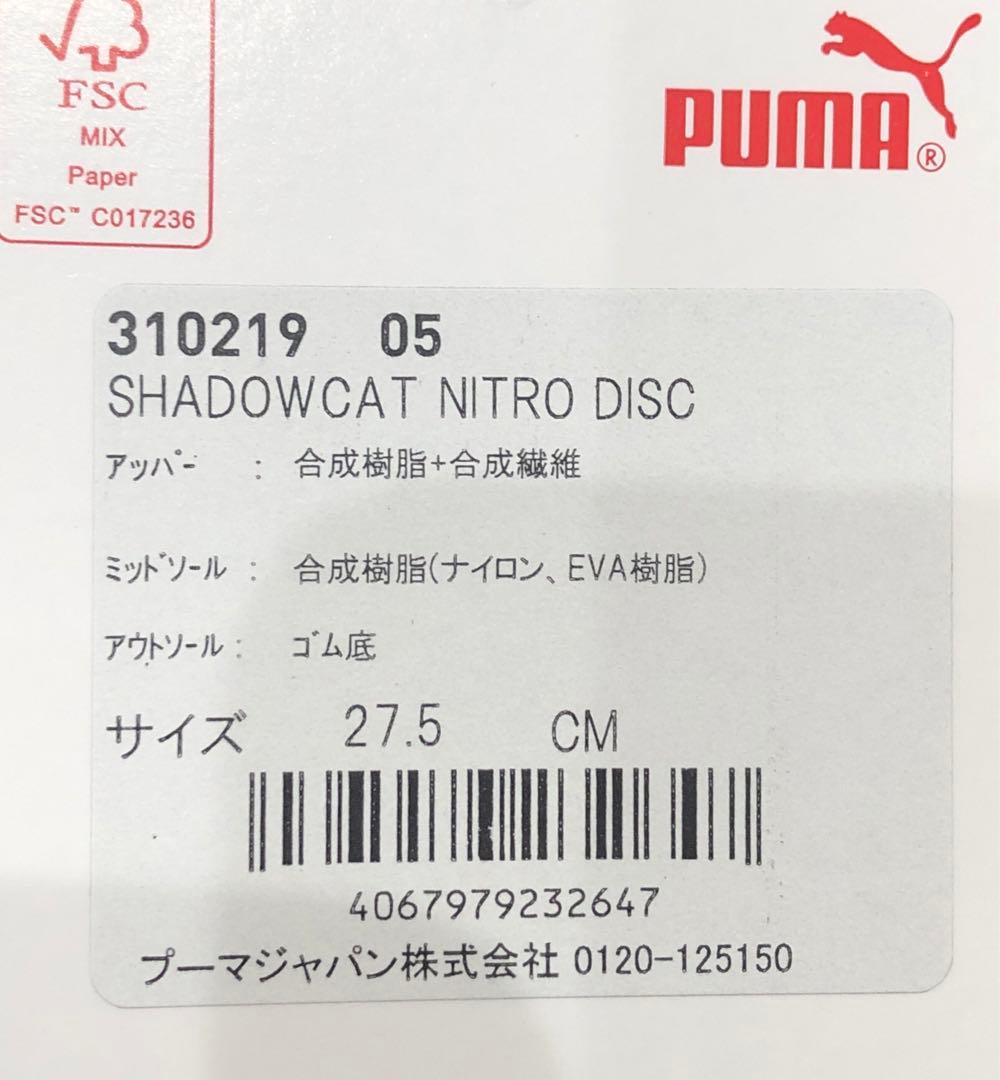 FSC
MIX
Paper
FSC™ C017236
PUMA®
310219 05
SHADOWCAT NITRO DISC
アッパー : 合成樹脂+合成繊維
ミッドソール : 合成樹脂(ナイロン、EVA樹脂)
アウトソール : ゴム底
サイズ 27.5 CM
4067979232647
プーマジャパン株式会社 0120-125150